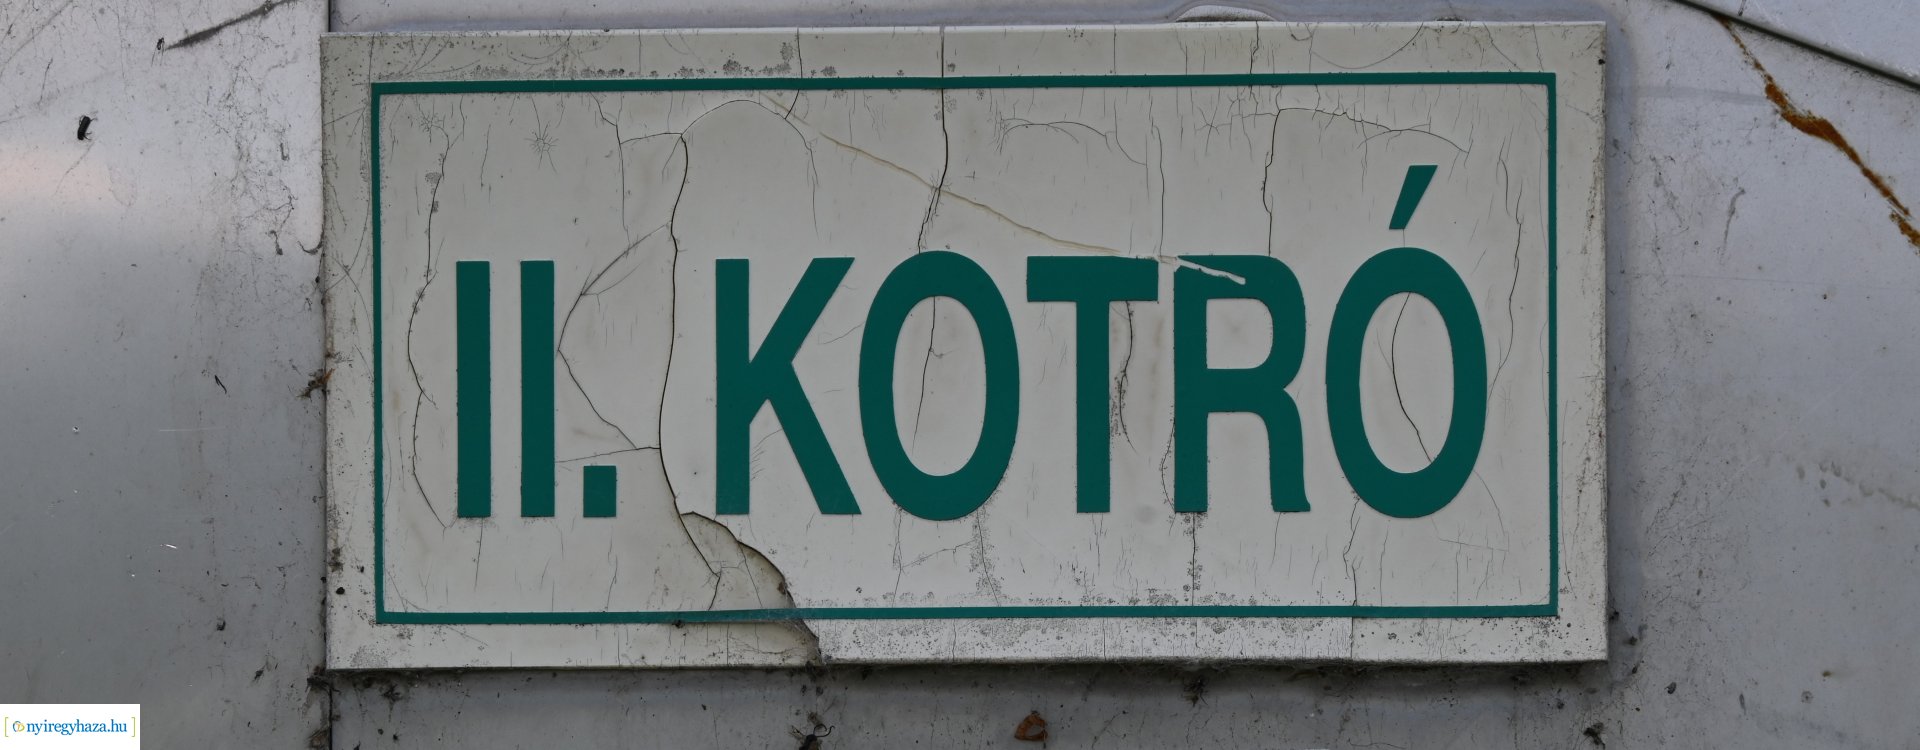 II. KOTRÓ
nyiregyhaza.hu